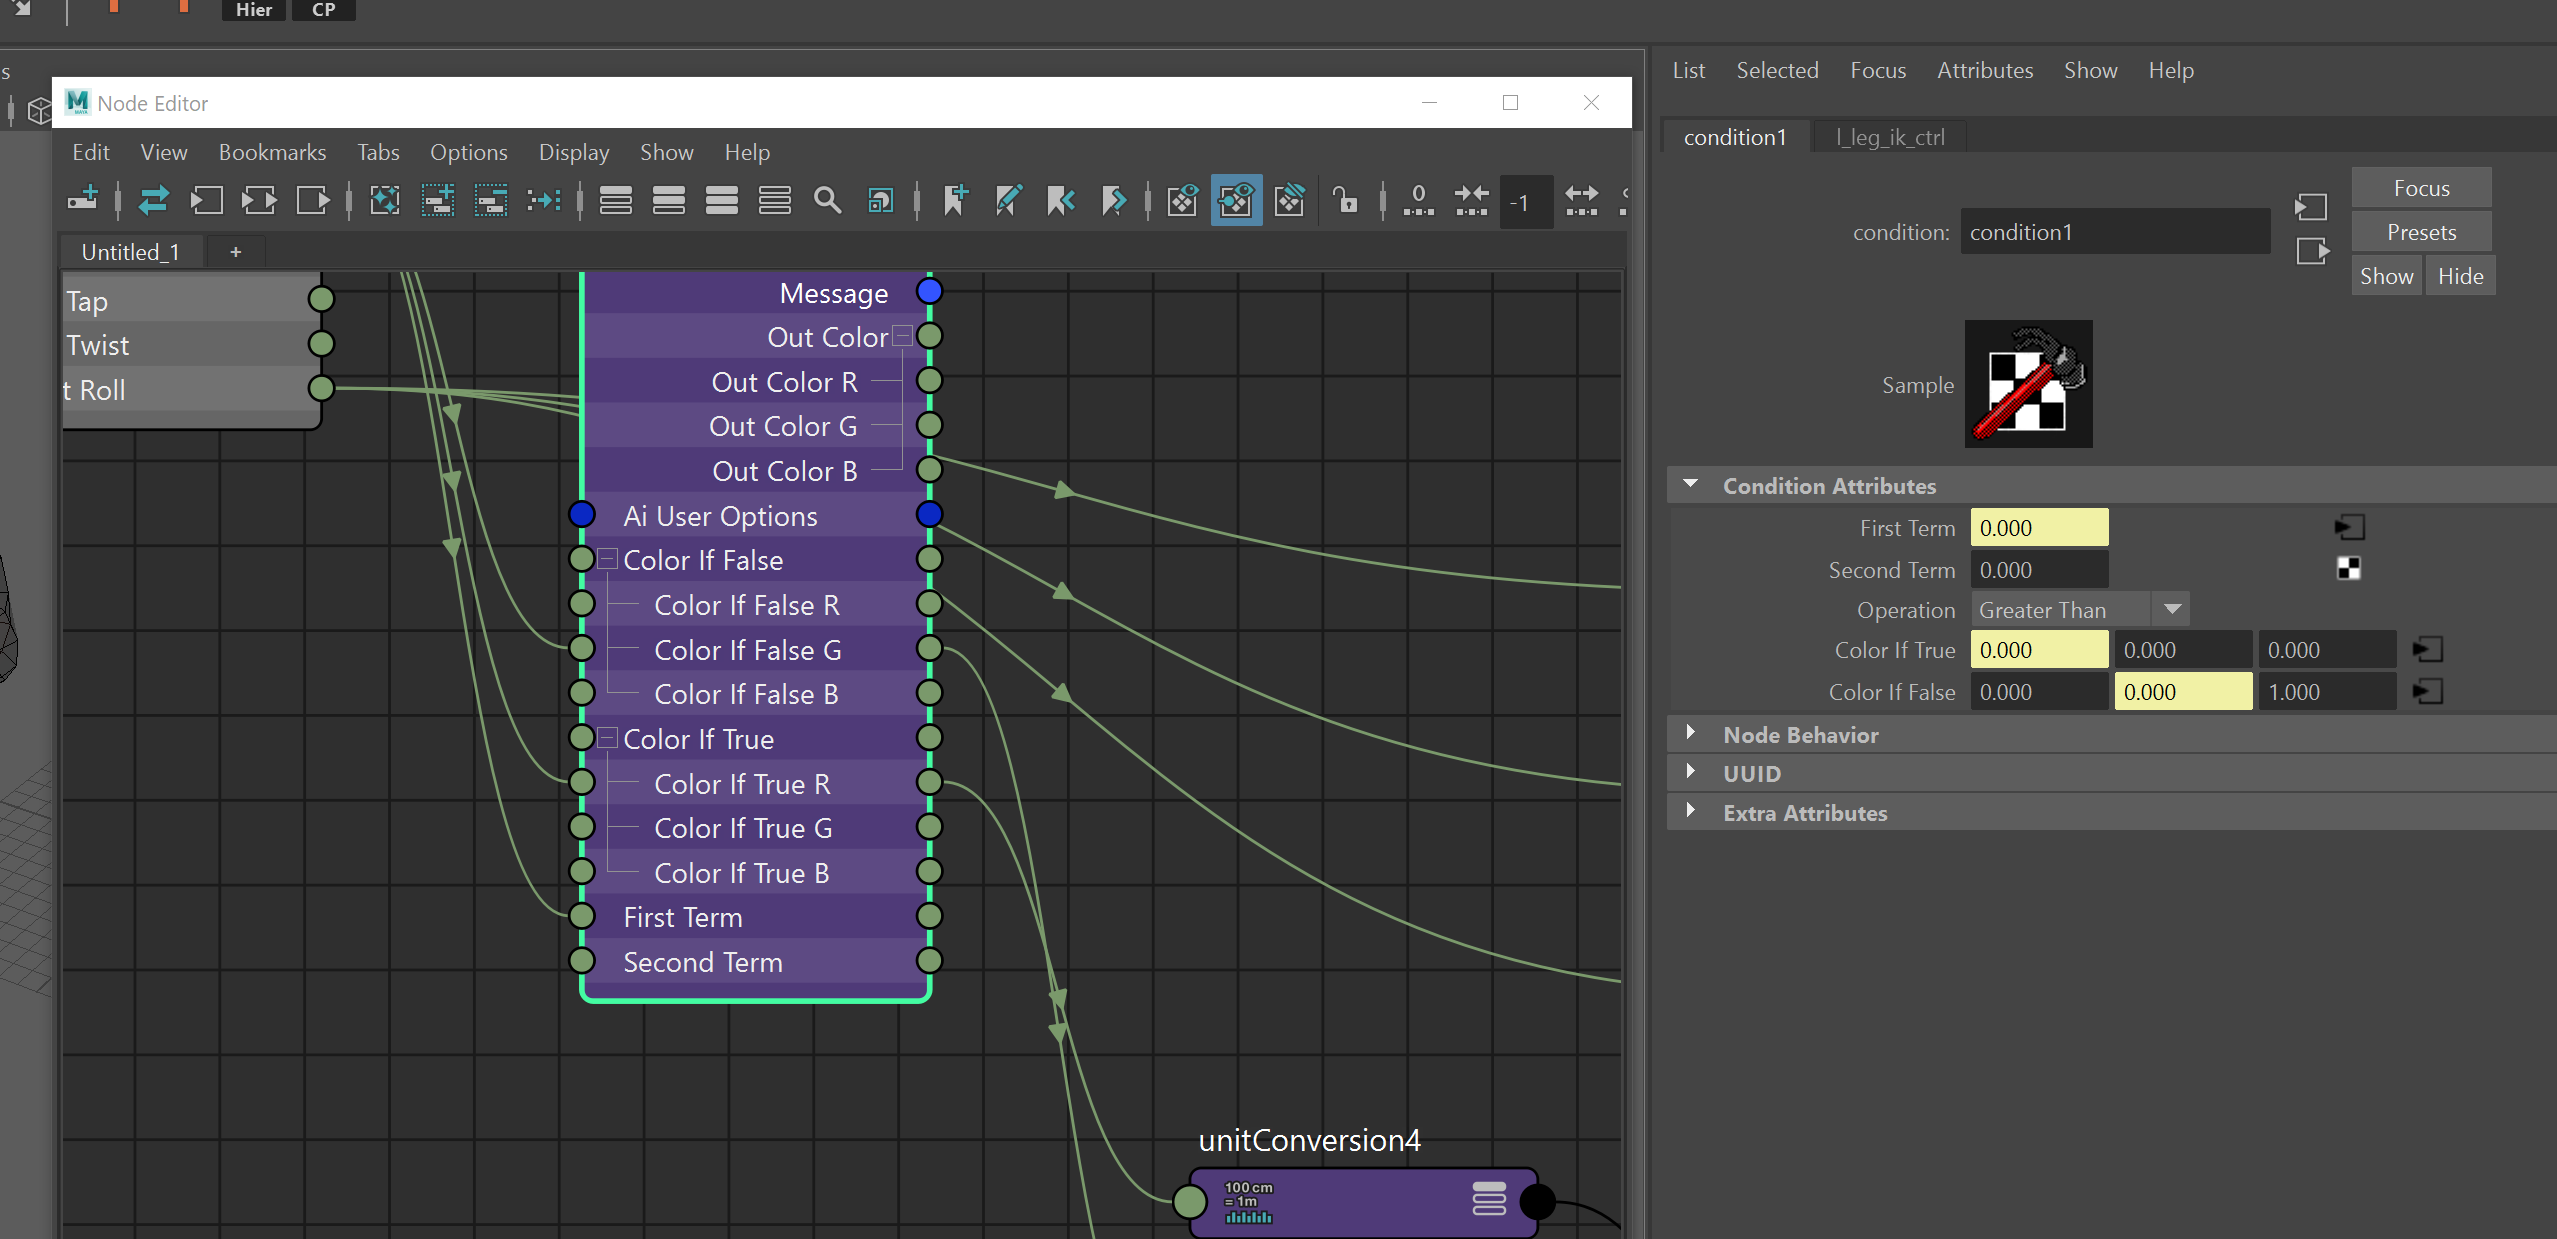 Hier CP
s
Node Editor
Edit View Bookmarks Tabs Options Display Show Help
0
-1
Untitled_1 +
Tap
Twist
t Roll
Message
Out Color
Out Color R
Out Color G
Out Color B
Ai User Options
Color If False
Color If False R
Color If False G
Color If False B
Color If True
Color If True R
Color If True G
Color If True B
First Term
Second Term
unitConversion4
100 cm
= 1m
List Selected Focus Attributes Show Help
condition1 l_leg_ik_ctrl
Focus
condition: condition1
Presets
Show Hide
Sample
Condition Attributes
First Term 0.000
Second Term 0.000
Operation Greater Than
Color If True 0.000 0.000 0.000
Color If False 0.000 0.000 1.000
Node Behavior
UUID
Extra Attributes